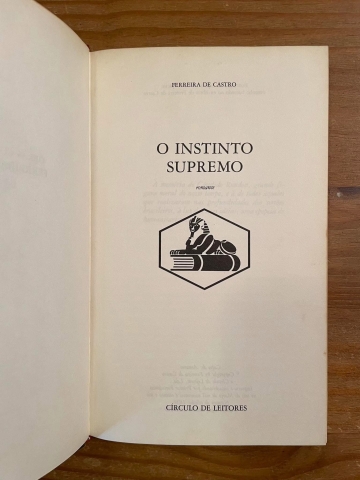 FERREIRA DE CASTRO
O INSTINTO
SUPREMO
romance
CÍRCULO DE LEITORES